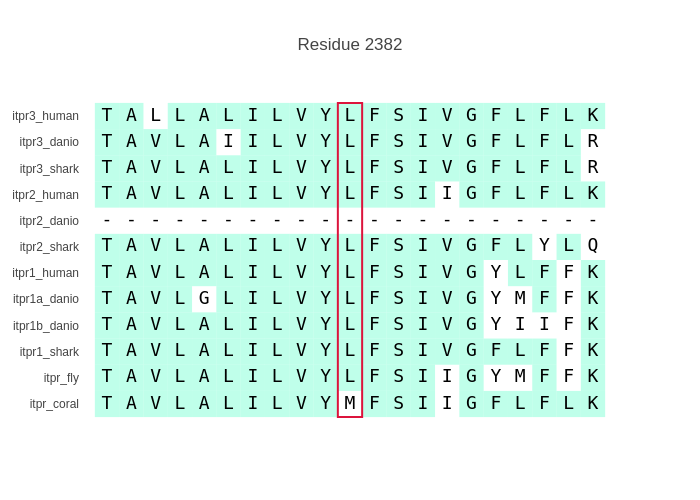 Residue 2382
itpr3_human T A L L A L I L V Y L F S I V G F L F L K
itpr3_danio T A V L A I I L V Y L F S I V G F L F L R
itpr3_shark T A V L A L I L V Y L F S I V G F L F L R
itpr2_human T A V L A L I L V Y L F S I I G F L F L K
itpr2_danio - - - - - - - - - - - - - - - - - - - - -
itpr2_shark T A V L A L I L V Y L F S I V G F L Y L Q
itpr1_human T A V L A L I L V Y L F S I V G Y L F F K
itpr1a_danio T A V L G L I L V Y L F S I V G Y M F F K
itpr1b_danio T A V L A L I L V Y L F S I V G Y I I F K
itpr1_shark T A V L A L I L V Y L F S I V G F L F F K
itpr_fly T A V L A L I L V Y L F S I I G Y M F F K
itpr_coral T A V L A L I L V Y M F S I I G F L F L K